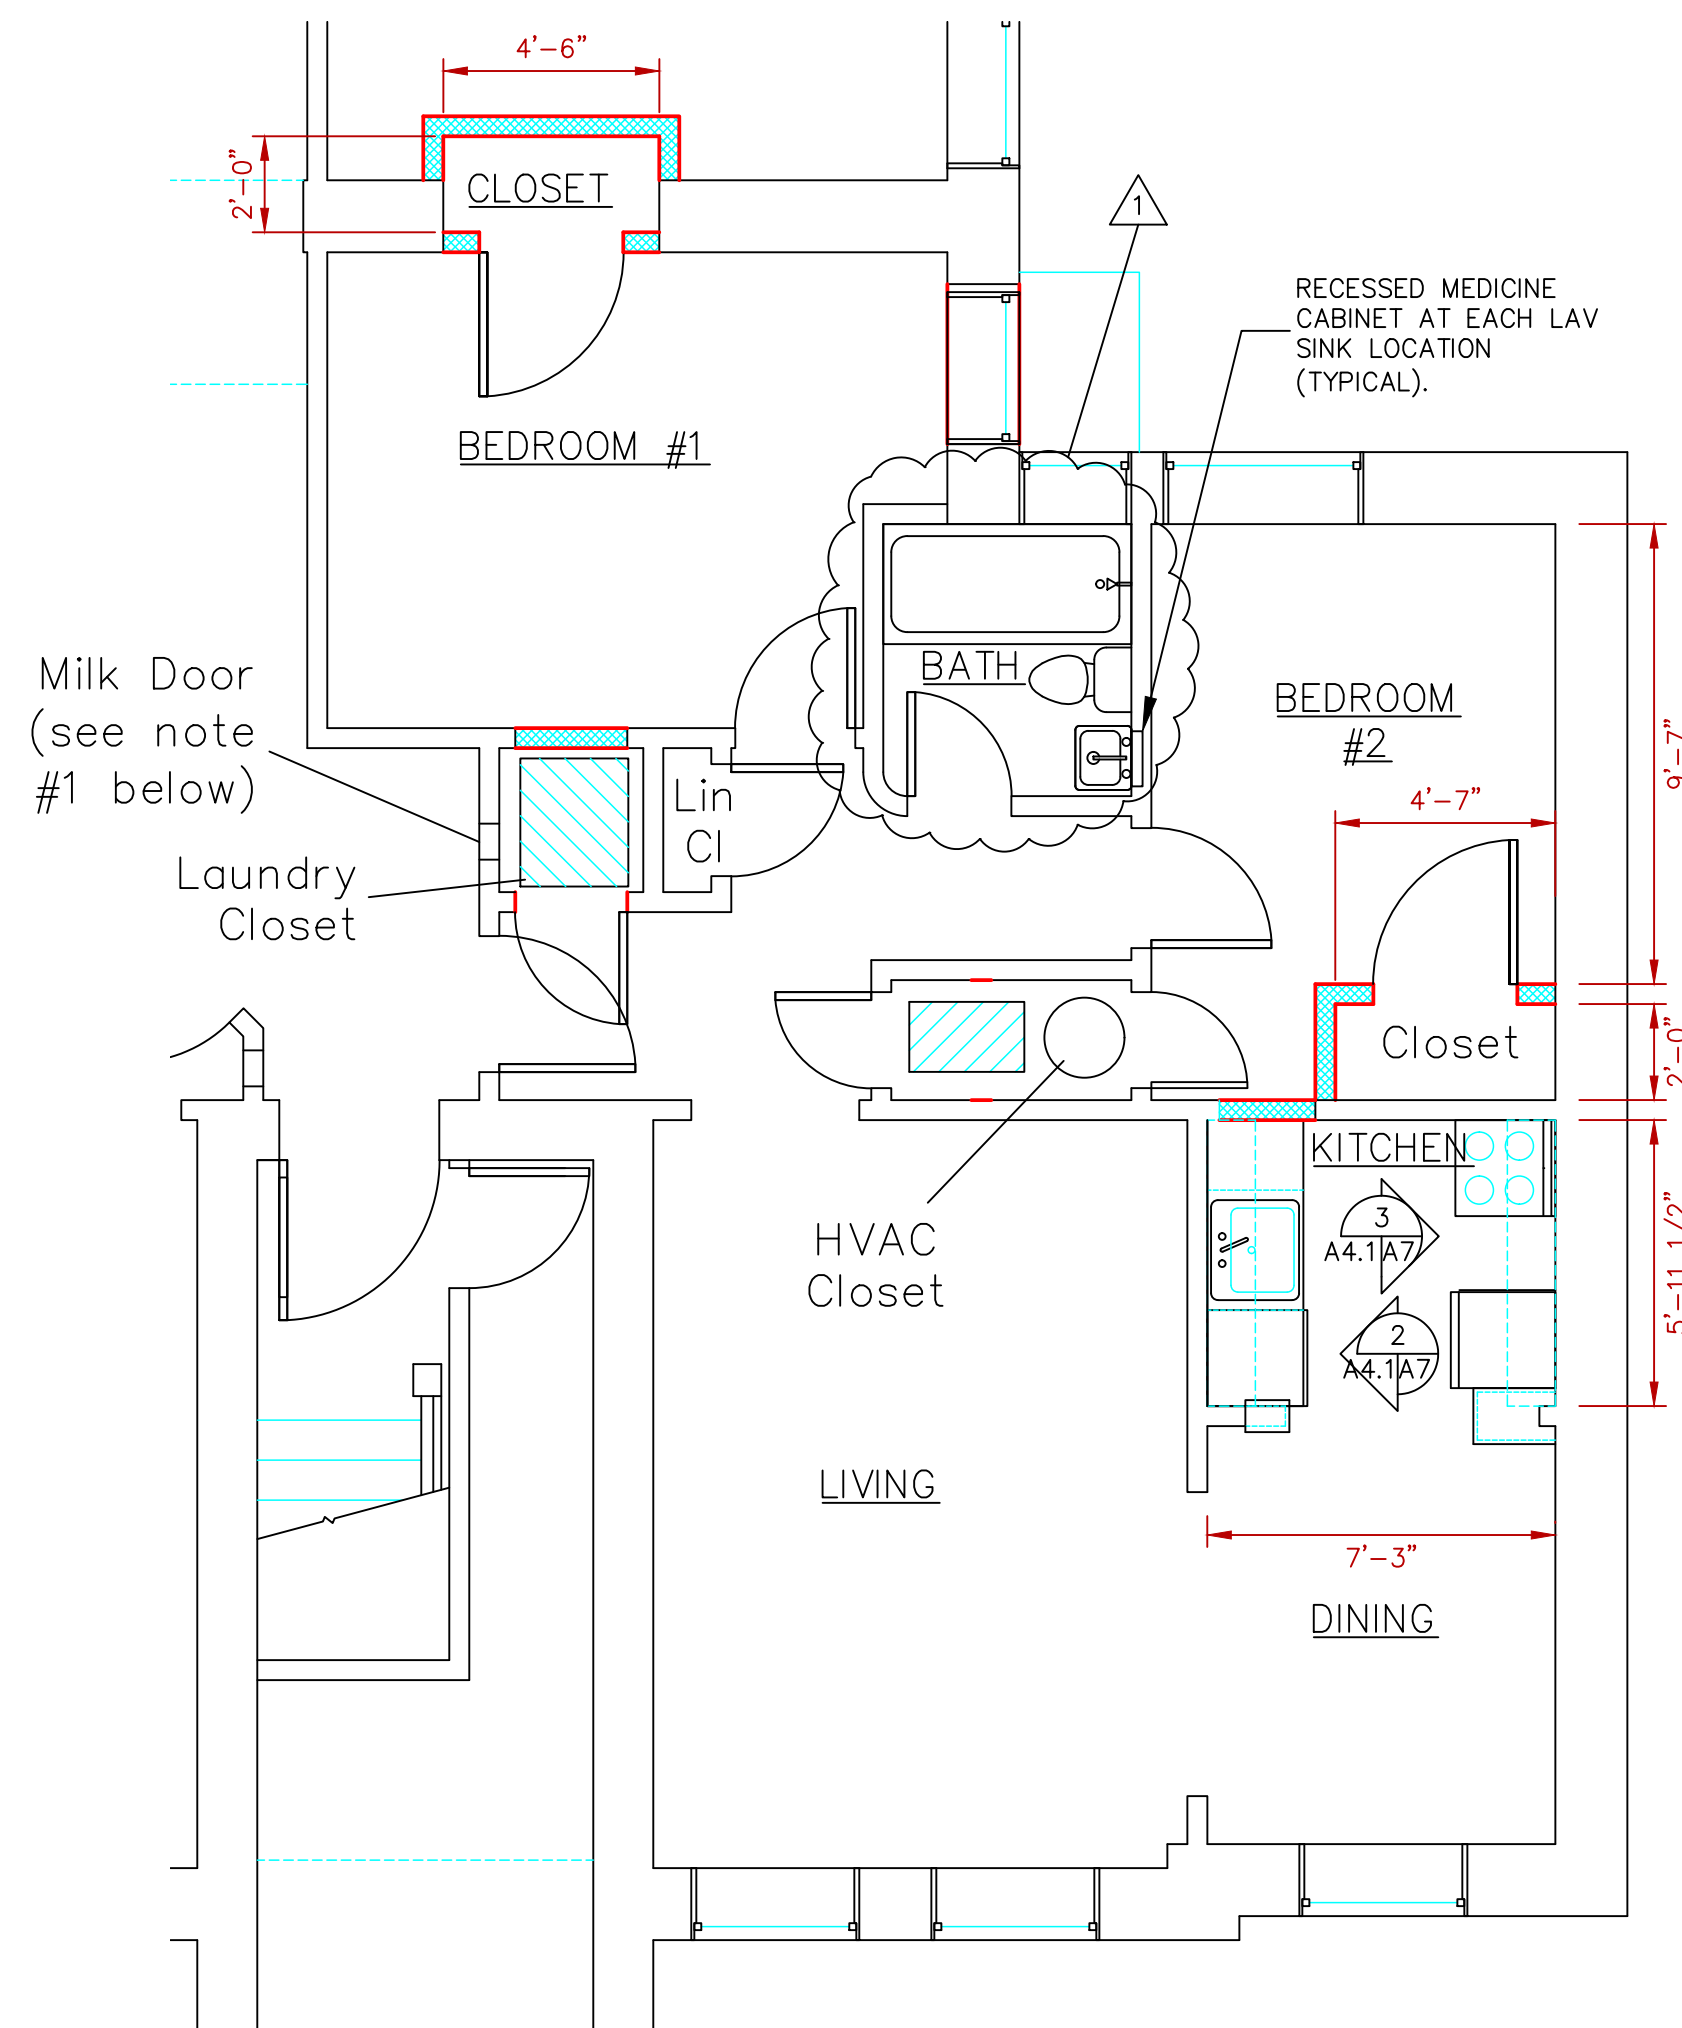 4'-6"
2'-0"
CLOSET
1
RECESSED MEDICINE
CABINET AT EACH LAV
SINK LOCATION
(TYPICAL).
BEDROOM #1
Milk Door
(see note
#1 below)
BATH
BEDROOM
#2
9'-7"
4'-7"
Lin
Cl
Laundry
Closet
Closet
2'-0"
KITCHEN
3
A4.1 A7
5'-11 1/2"
HVAC
Closet
2
A4.1 A7
LIVING
7'-3"
DINING